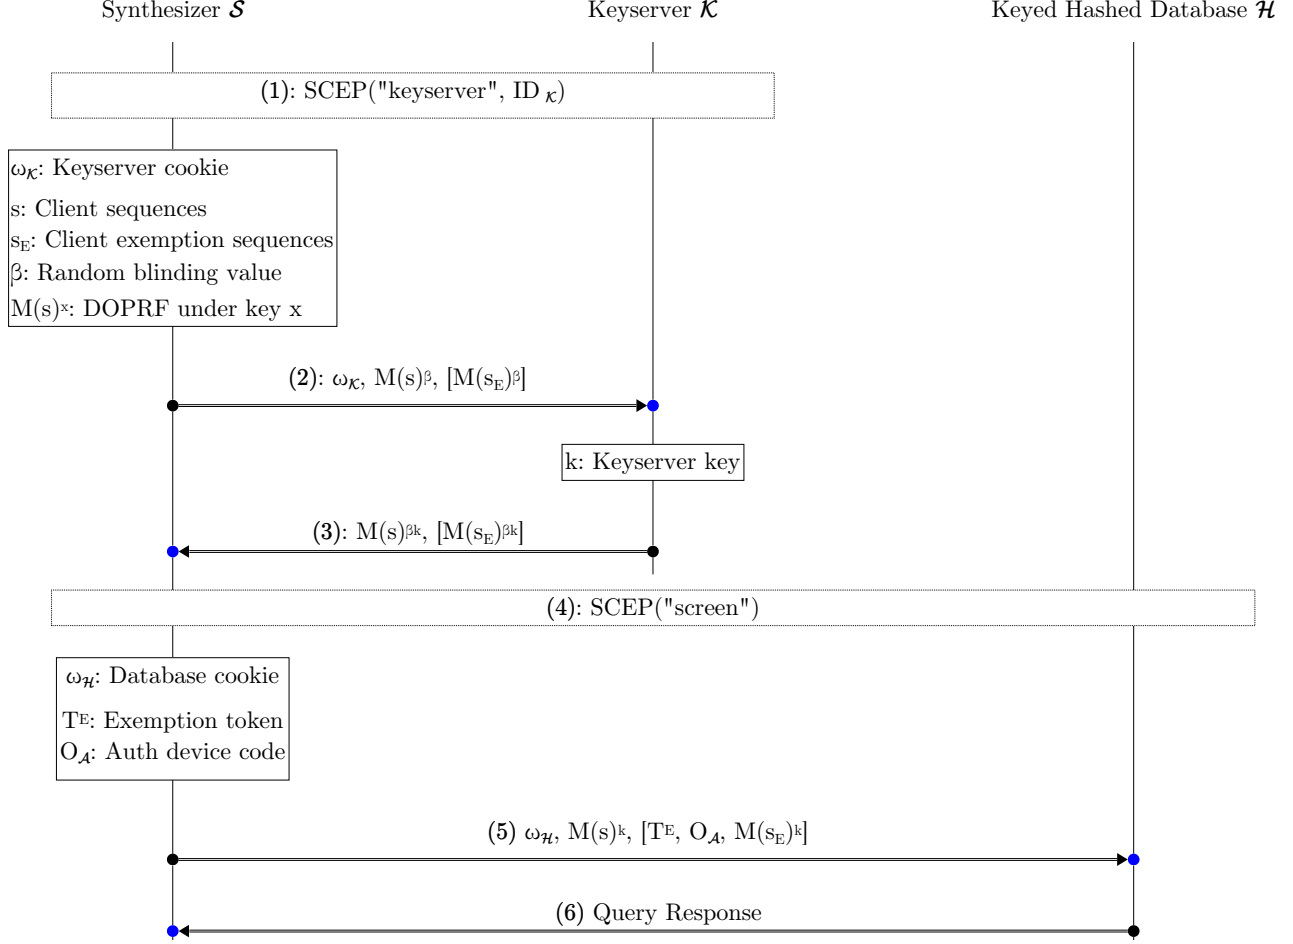 Synthesizer 𝓢
Keyserver 𝓚
Keyed Hashed Database 𝓗
(1): SCEP("keyserver", ID𝓚)
ω𝓚: Keyserver cookie
s: Client sequences
sE: Client exemption sequences
β: Random blinding value
M(s)ˣ: DOPRF under key x
(2): ω𝓚, M(s)ᵝ, [M(sE)ᵝ]
k: Keyserver key
(3): M(s)ᵝᵏ, [M(sE)ᵝᵏ]
(4): SCEP("screen")
ω𝓗: Database cookie
Tᴱ: Exemption token
O𝓐: Auth device code
(5) ω𝓗, M(s)ᵏ, [Tᴱ, O𝓐, M(sE)ᵏ]
(6) Query Response